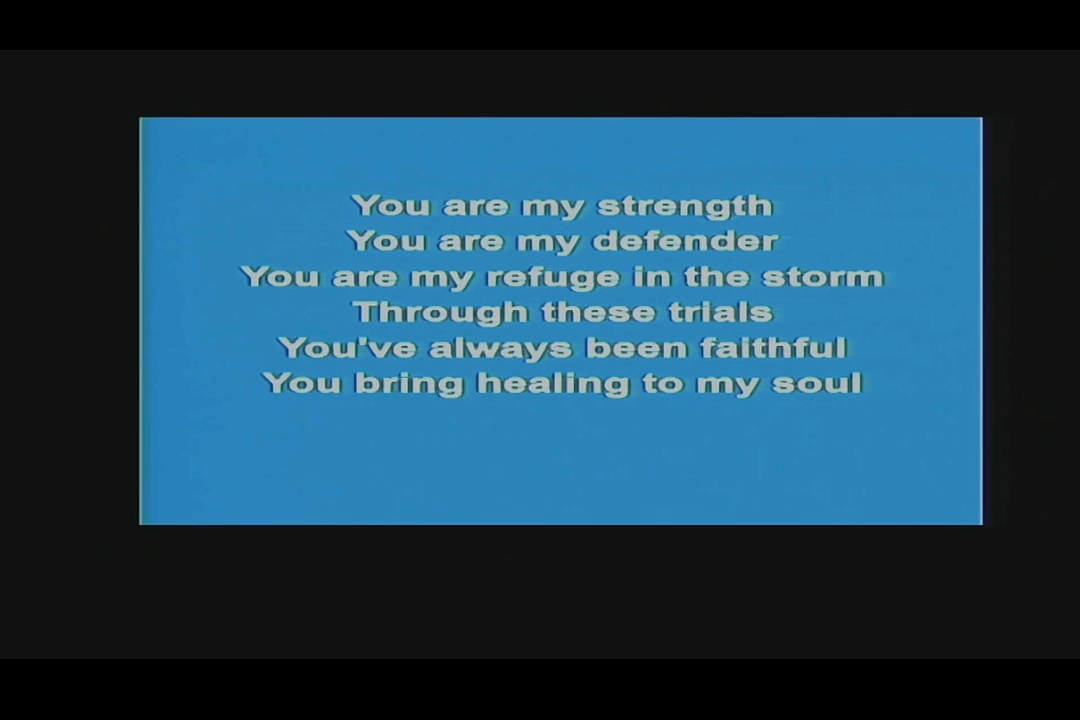 You are my strength
You are my defender
You are my refuge in the storm
Through these trials
You've always been faithful
You bring healing to my soul